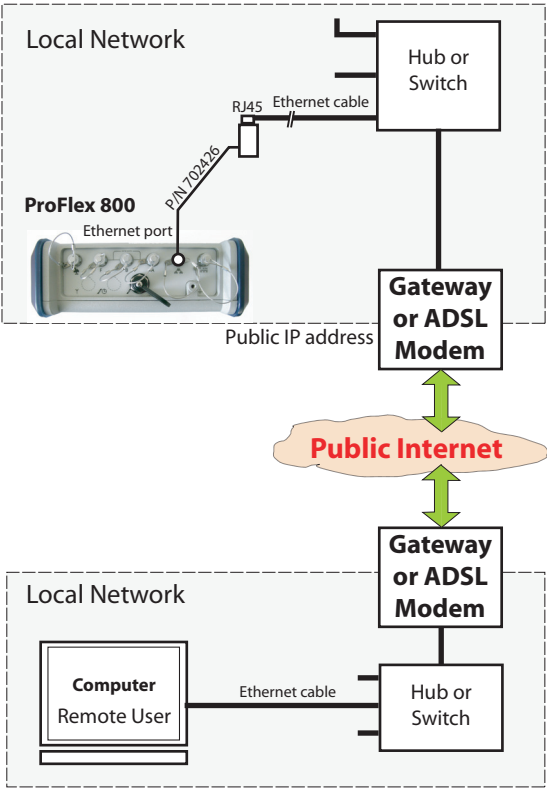 Local Network
Hub or
Switch
RJ45
Ethernet cable
P/N 702426
ProFlex 800
Ethernet port
Gateway
or ADSL
Modem
Public IP address
Public Internet
Gateway
or ADSL
Modem
Local Network
Computer
Remote User
Ethernet cable
Hub or
Switch